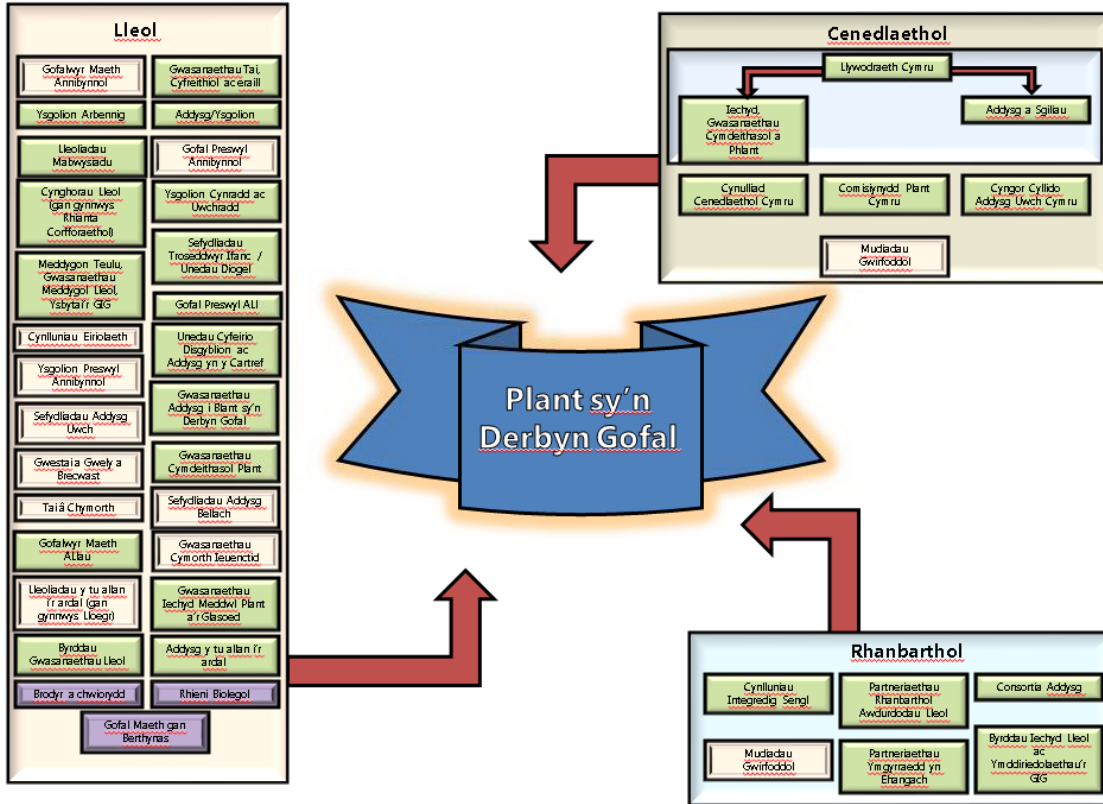 Lleol
Gofalwyr Maeth
Annibynnol
Gwasanaethau Tai,
Cyfreithiol ac eraill
Ysgolion Arbennig
Addysg/Ysgolion
Lleoliadau
Mabwysiadu
Gofal Preswyl
Annibynnol
Cynghorau Lleol
(gan gynnwys
Rhianta
Corfforaethol)
Ysgolion Cynradd ac
Uwchradd
Meddygon Teulu,
Gwasanaethau
Meddygol Lleol,
Ysbytai'r GIG
Sefydliadau
Troseddwyr Ifanc /
Unedau Diogel
Gofal Preswyl ALl
Cynlluniau Eiriolaeth
Unedau Cyfeirio
Disgyblion ac
Addysg yn y Cartref
Ysgolion Preswyl
Annibynnol
Gwasanaethau
Addysg i Blant sy'n
Derbyn Gofal
Sefydliadau Addysg
Uwch
Gwasanaethau
Cymdeithasol Plant
Gwestai a Gwely a
Brecwast
Sefydliadau Addysg
Bellach
Tai â Chymorth
Gofalwyr Maeth
ALlau
Gwasanaethau
Cymorth Ieuenctid
Lleoliadau y tu allan
i'r ardal (gan
gynnwys Lloegr)
Gwasanaethau
Iechyd Meddwl Plant
a'r Glasoed
Byrddau
Gwasanaethau Lleol
Addysg y tu allan i'r
ardal
Brodyr a chwiorydd
Rhieni Biolegol
Gofal Maeth gan
Berthynas
Cenedlaethol
Llywodraeth Cymru
Iechyd,
Gwasanaethau
Cymdeithasol a
Phlant
Addysg a Sgiliau
Cynulliad
Cenedlaethol Cymru
Comisiynydd Plant
Cymru
Cyngor Cyllido
Addysg Uwch Cymru
Mudiadau
Gwirfoddol
Plant sy'n
Derbyn Gofal
Rhanbarthol
Cynlluniau
Integredig Sengl
Partneriaethau
Rhanbarthol
Awdurdodau Lleol
Consortia Addysg
Mudiadau
Gwirfoddol
Partneriaethau
Ymgyrraedd yn
Ehangach
Byrddau Iechyd Lleol
ac
Ymddiriedolaethau'r
GIG